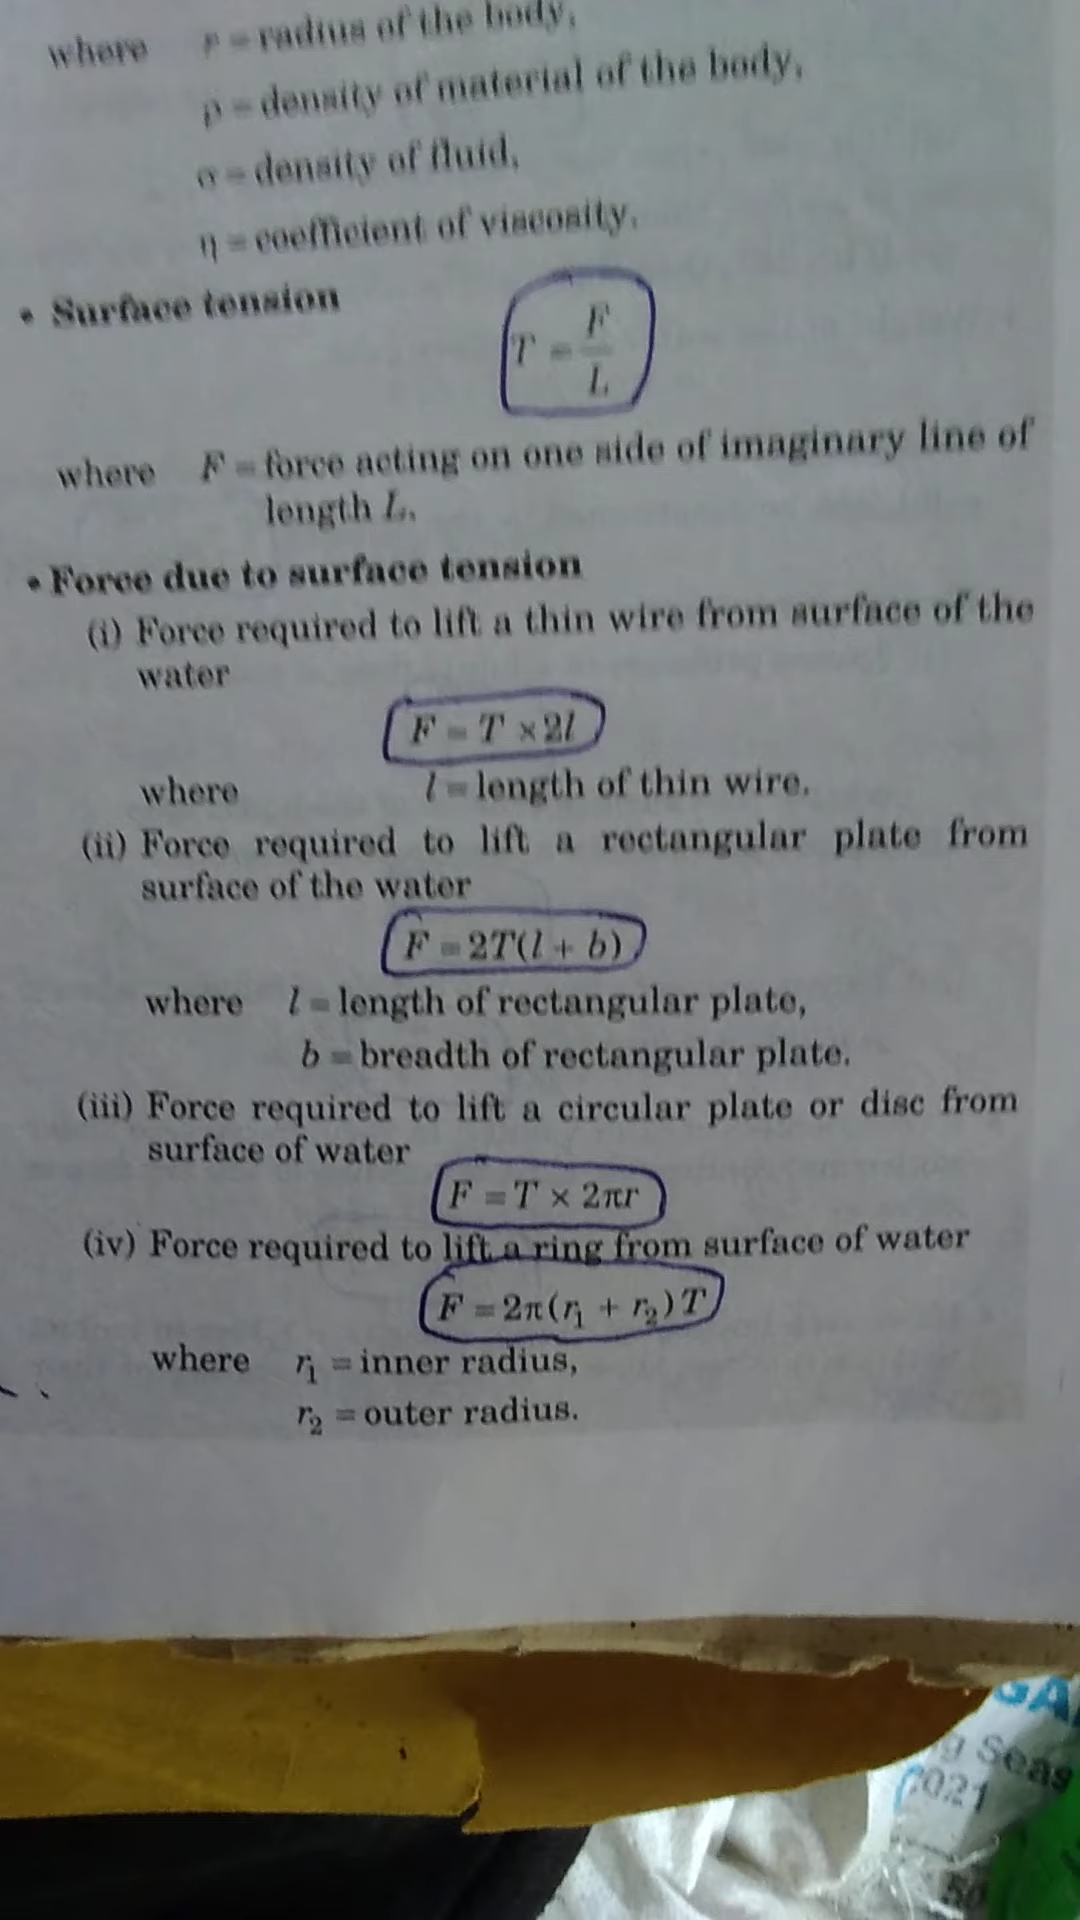 where r = radius of the body,
ρ = density of material of the body,
σ = density of fluid,
η = coefficient of viscosity.
• Surface tension
T = F/L
where F = force acting on one side of imaginary line of
length L.
• Force due to surface tension
(i) Force required to lift a thin wire from surface of the
water
F = T × 2l
where l = length of thin wire.
(ii) Force required to lift a rectangular plate from
surface of the water
F = 2T(l + b)
where l = length of rectangular plate,
b = breadth of rectangular plate.
(iii) Force required to lift a circular plate or disc from
surface of water
F = T × 2πr
(iv) Force required to lift a ring from surface of water
F = 2π(r₁ + r₂)T
where r₁ = inner radius,
r₂ = outer radius.
Seas
2021